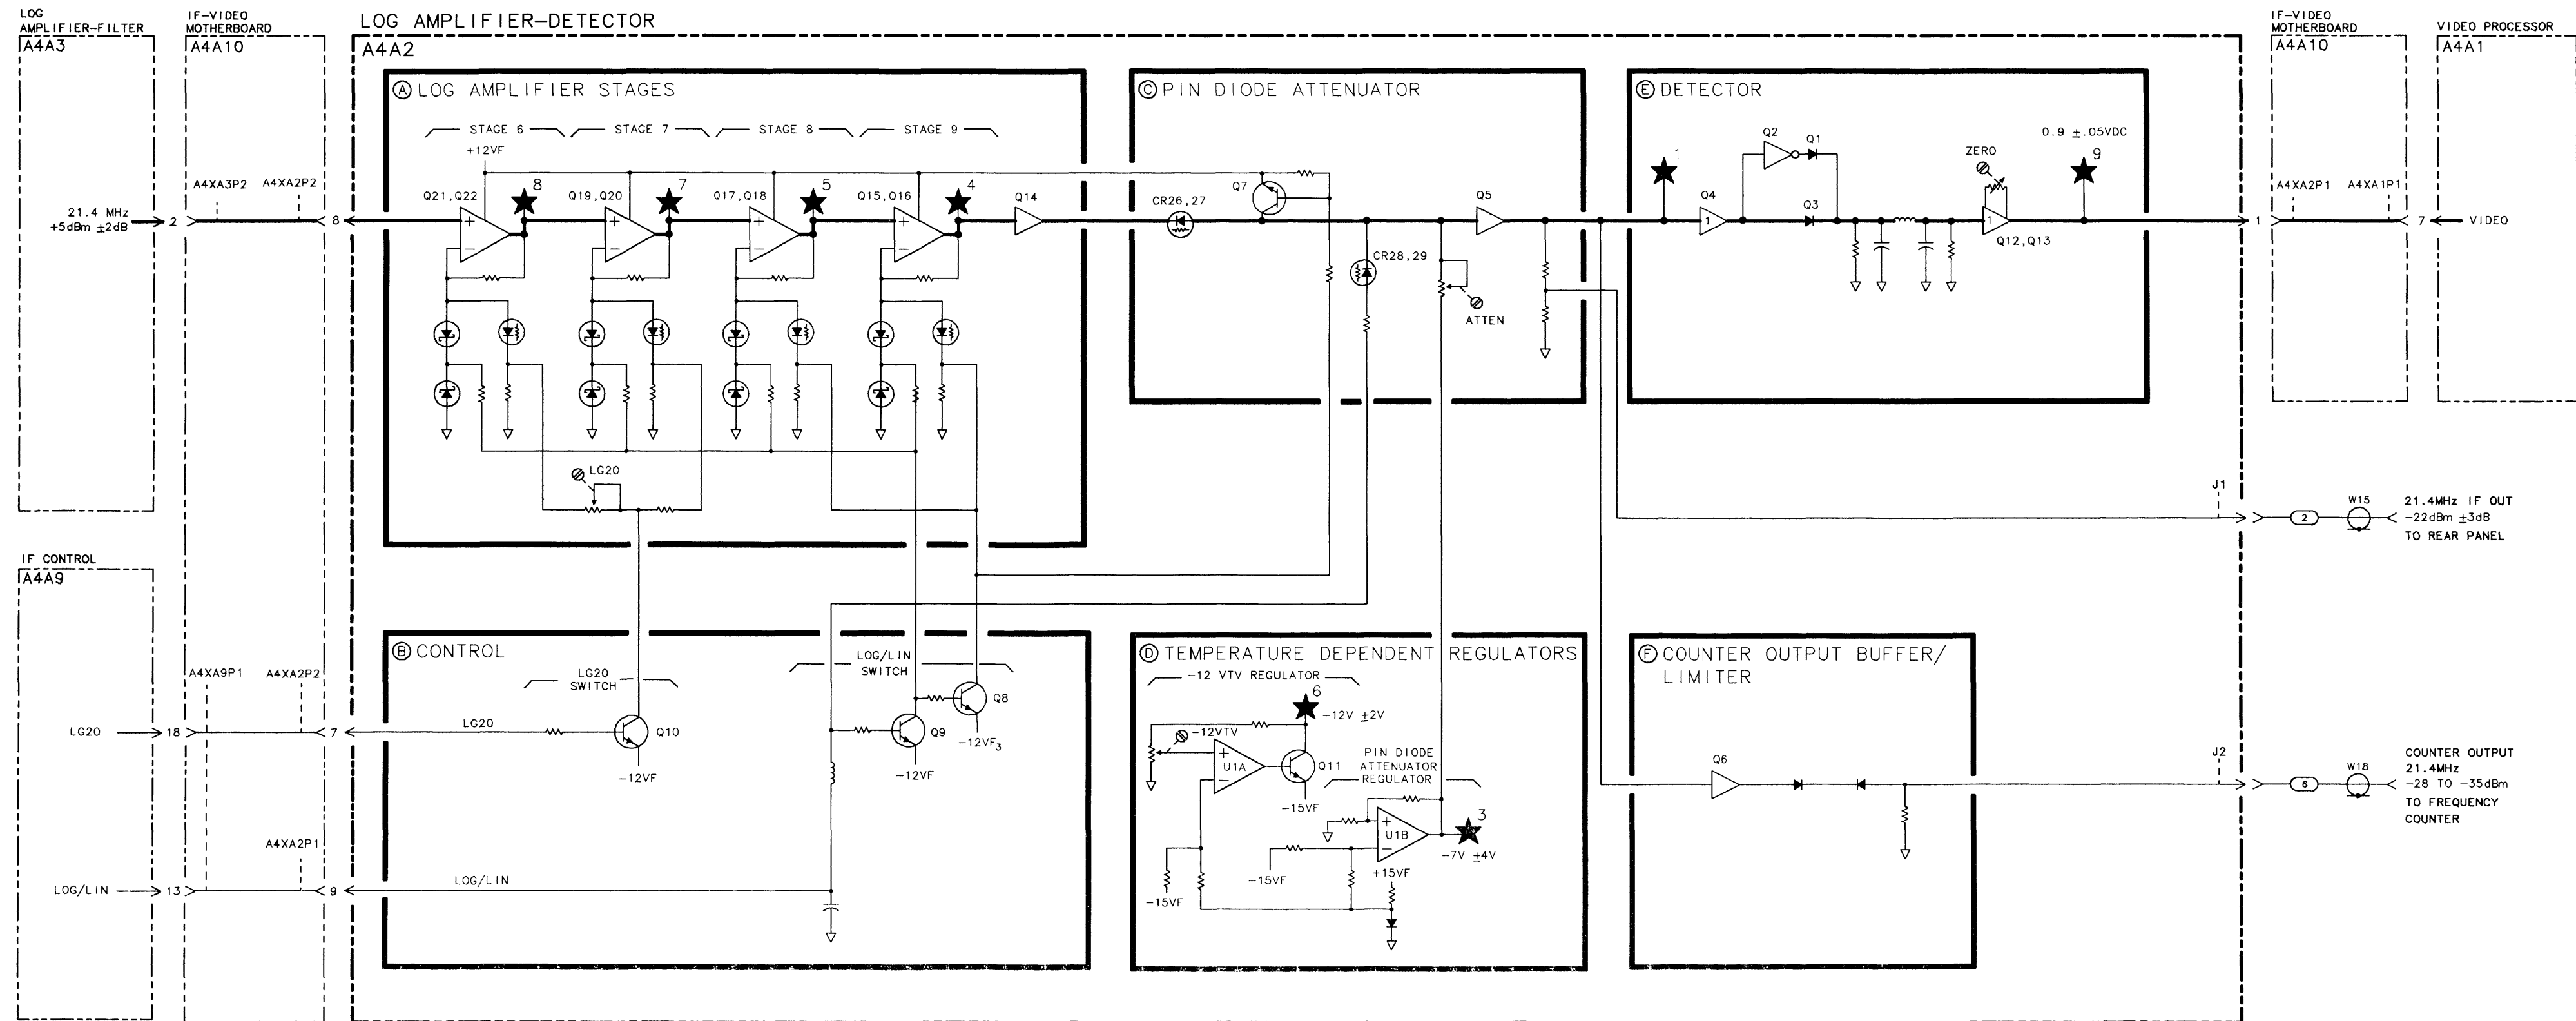 LOG
AMPLIFIER-FILTER
A4A3
IF-VIDEO
MOTHERBOARD
A4A10
LOG AMPLIFIER-DETECTOR
A4A2
IF-VIDEO
MOTHERBOARD
A4A10
VIDEO PROCESSOR
A4A1
A LOG AMPLIFIER STAGES
STAGE 6
STAGE 7
STAGE 8
STAGE 9
+12VF
A4XA3P2
A4XA2P2
21.4 MHz
+5dBm ±2dB
2
8
Q21,Q22
8
Q19,Q20
7
Q17,Q18
5
Q15,Q16
4
Q14
+
−
+
−
+
−
+
−
LG20
C PIN DIODE ATTENUATOR
Q7
CR26,27
CR28,29
ATTEN
Q5
E DETECTOR
1
Q4
1
Q2
Q1
Q3
ZERO
1
Q12,Q13
0.9 ±.05VDC
9
A4XA2P1
A4XA1P1
1
7
VIDEO
J1
2
W15
21.4MHz IF OUT
-22dBm ±3dB
TO REAR PANEL
IF CONTROL
A4A9
A4XA9P1
A4XA2P2
LG20
18
7
A4XA2P1
LOG/LIN
13
9
B CONTROL
LG20
SWITCH
LG20
Q10
-12VF
LOG/LIN
SWITCH
Q8
-12VF3
Q9
-12VF
LOG/LIN
D TEMPERATURE DEPENDENT REGULATORS
-12 VTV REGULATOR
6
-12V ±2V
-12VTV
+
U1A
−
Q11
-15VF
PIN DIODE
ATTENUATOR
REGULATOR
+
U1B
−
3
-7V ±4V
-15VF
+15VF
-15VF
F COUNTER OUTPUT BUFFER/
LIMITER
Q6
J2
6
W18
COUNTER OUTPUT
21.4MHz
-28 TO -35dBm
TO FREQUENCY
COUNTER